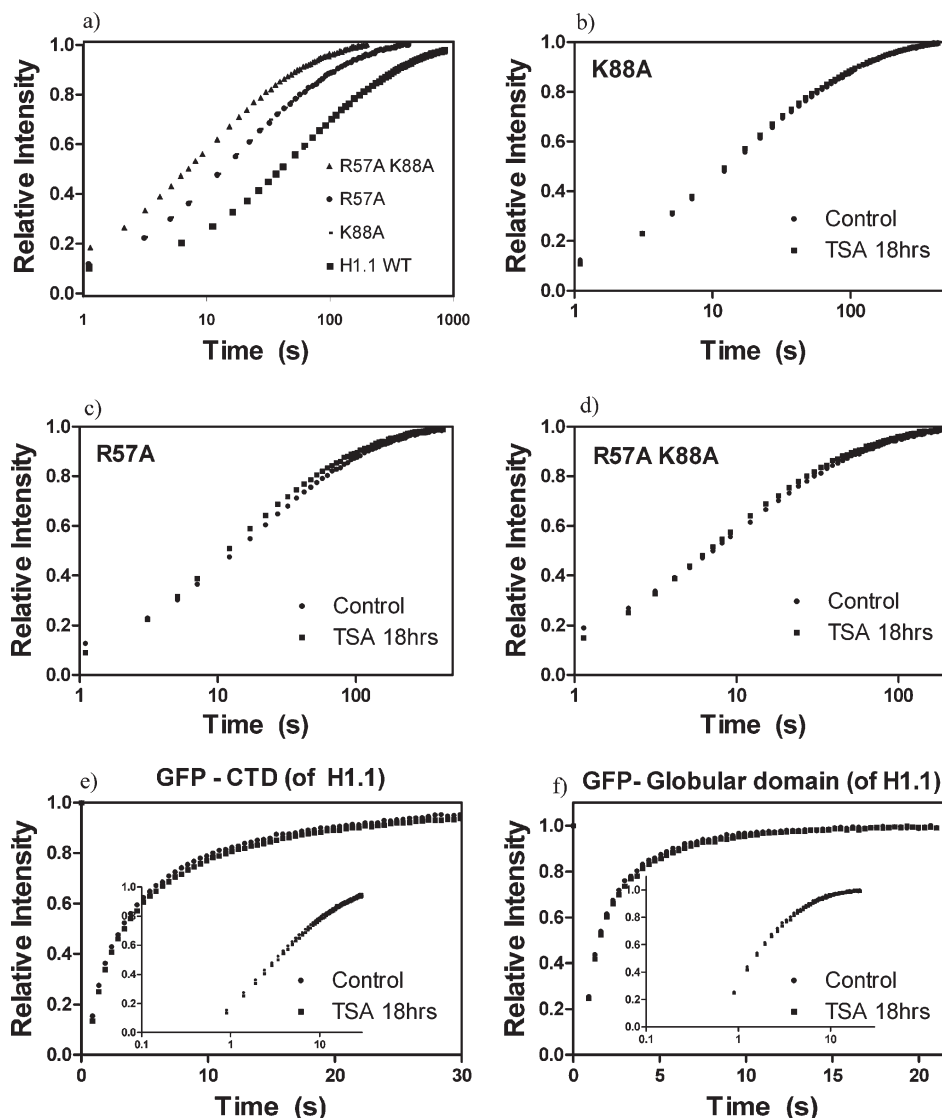 a)
Relative Intensity
1.0
0.8
0.6
0.4
0.2
0.0
R57A K88A
R57A
K88A
H1.1 WT
1 10 100 1000
Time (s)
b)
K88A
Relative Intensity
1.0
0.8
0.6
0.4
0.2
0.0
Control
TSA 18hrs
1 10 100
Time (s)
c)
R57A
Relative Intensity
1.0
0.8
0.6
0.4
0.2
0.0
Control
TSA 18hrs
1 10 100
Time (s)
d)
R57A K88A
Relative Intensity
1.0
0.8
0.6
0.4
0.2
0.0
Control
TSA 18hrs
1 10 100
Time (s)
e)
GFP - CTD (of H1.1)
Relative Intensity
1.0
0.8
0.6
0.4
0.2
0.0
1.0
0.8
0.6
0.4
0.2
0.0
0.1 1 10
Control
TSA 18hrs
0 10 20 30
Time (s)
f)
GFP- Globular domain (of H1.1)
Relative Intensity
1.0
0.8
0.6
0.4
0.2
0.0
1.0
0.8
0.6
0.4
0.2
0.0
0.1 1 10
Control
TSA 18hrs
0 5 10 15 20
Time (s)